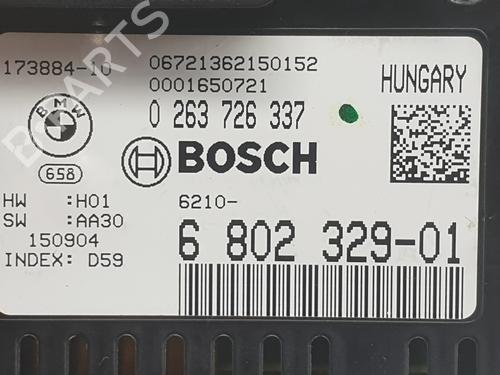 173884-10
06721362150152
0001650721
HUNGARY
0 263 726 337
BMW
658
BOSCH
HW :H01
SW :AA30
150904
INDEX: D59
6210-
6 802 329-01
B PARTS